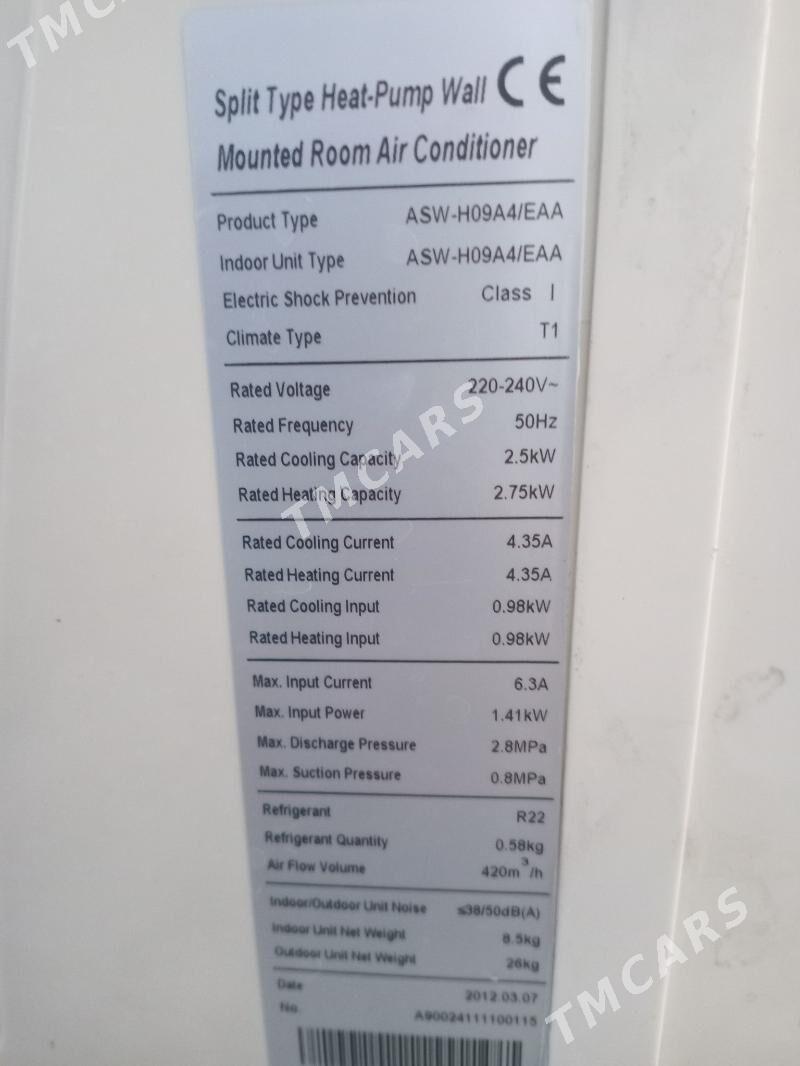 TMCARS
Split Type Heat-Pump Wall CE
Mounted Room Air Conditioner
Product Type ASW-H09A4/EAA
Indoor Unit Type ASW-H09A4/EAA
Electric Shock Prevention Class I
Climate Type T1
Rated Voltage 220-240V~
Rated Frequency 50Hz
Rated Cooling Capacity 2.5kW
Rated Heating Capacity 2.75kW
TMCARS
Rated Cooling Current 4.35A
Rated Heating Current 4.35A
Rated Cooling Input 0.98kW
Rated Heating Input 0.98kW
Max. Input Current 6.3A
Max. Input Power 1.41kW
Max. Discharge Pressure 2.8MPa
Max. Suction Pressure 0.8MPa
Refrigerant R22
Refrigerant Quantity 0.58kg
Air Flow Volume 420m³/h
Indoor/Outdoor Unit Noise ≤38/50dB(A)
Indoor Unit Net Weight 8.5kg
Outdoor Unit Net Weight 26kg
Date 2012.03.07
No. A90024111100115
TMCARS